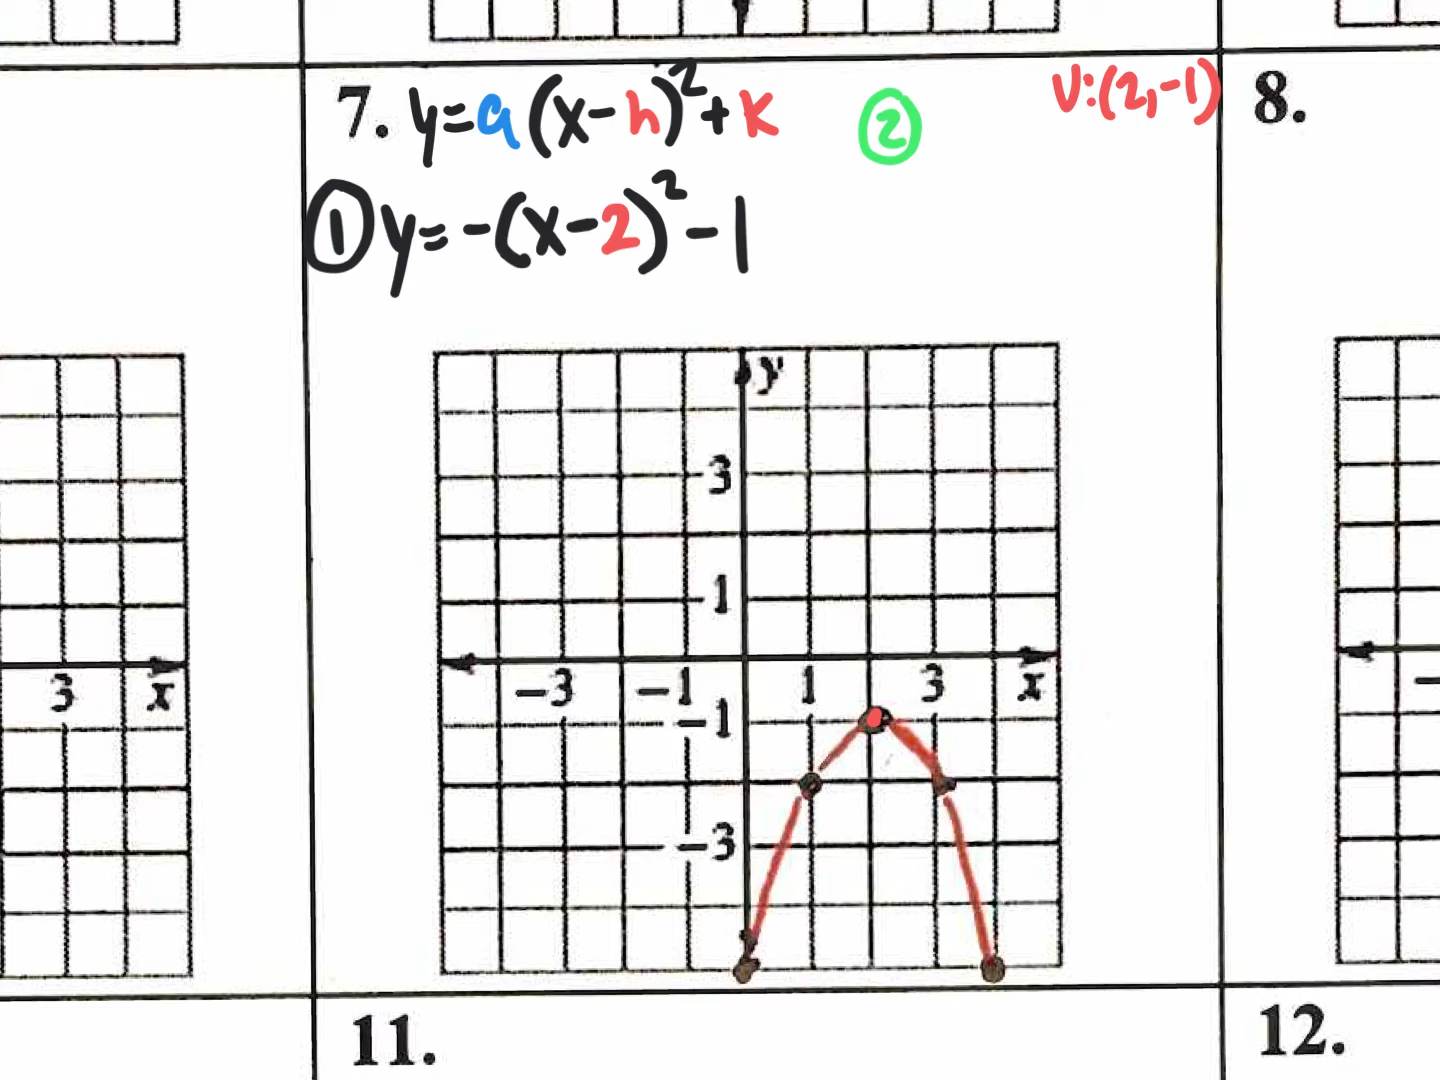 7. y=a(x-h)²+k
② V:(2,-1)
8.
① y=-(x-2)²-1
y
3
1
-3 -1 1 3 x
-1
-3
3 x
-
11.
12.